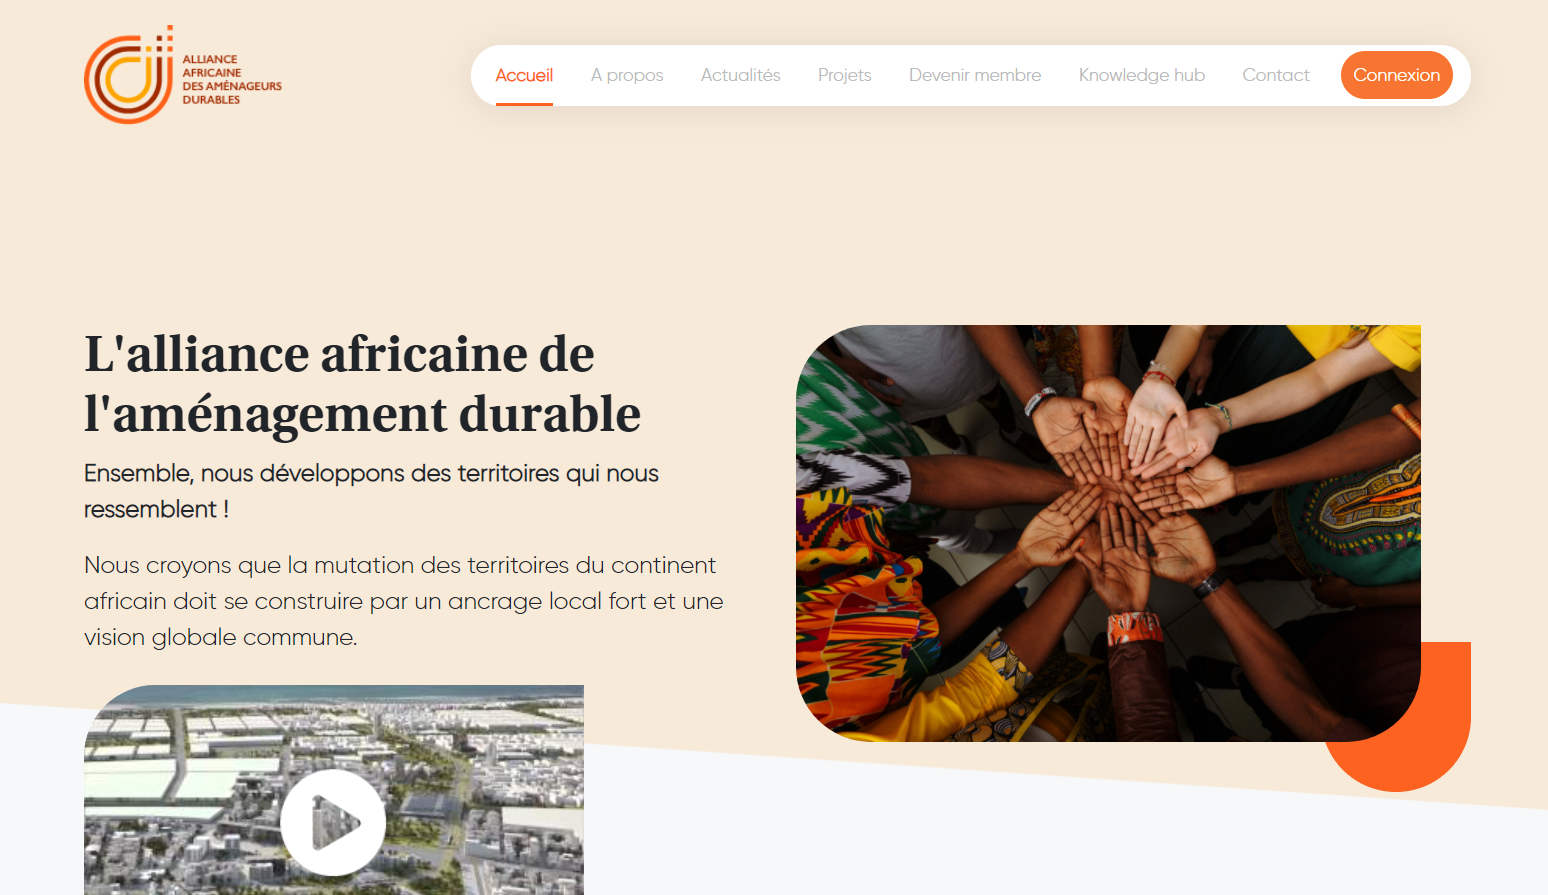 ALLIANCE
AFRICAINE
DES AMÉNAGEURS
DURABLES
Accueil A propos Actualités Projets Devenir membre Knowledge hub Contact Connexion
L'alliance africaine de
l'aménagement durable
Ensemble, nous développons des territoires qui nous
ressemblent !
Nous croyons que la mutation des territoires du continent
africain doit se construire par un ancrage local fort et une
vision globale commune.